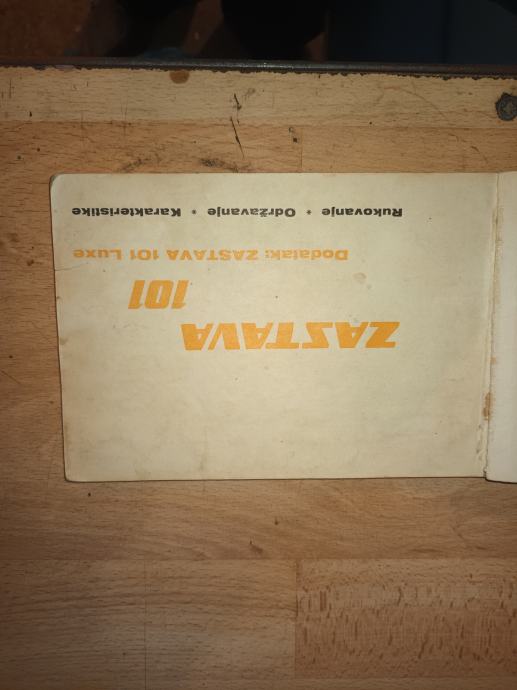 ZASTAVA
101
Dodatak: ZASTAVA 101 Luxe
Rukovanje * Održavanje * Karakteristike